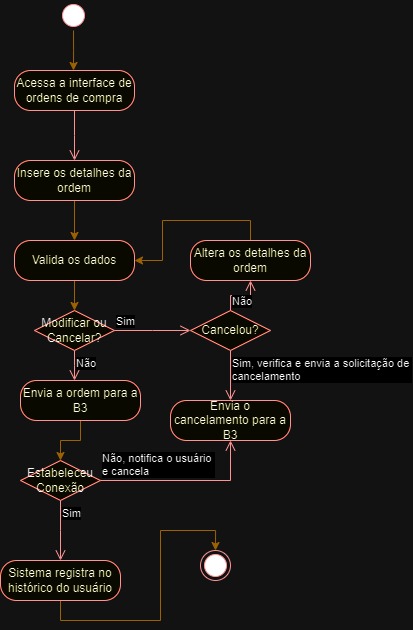 Acessa a interface de
ordens de compra
Insere os detalhes da
ordem
Valida os dados
Altera os detalhes da
ordem
Modificar ou
Cancelar?
Sim
Não
Cancelou?
Não
Sim, verifica e envia a solicitação de
cancelamento
Envia a ordem para a
B3
Envia o
cancelamento para a
B3
Estabeleceu
Conexão
Não, notifica o usuário
e cancela
Sim
Sistema registra no
histórico do usuário